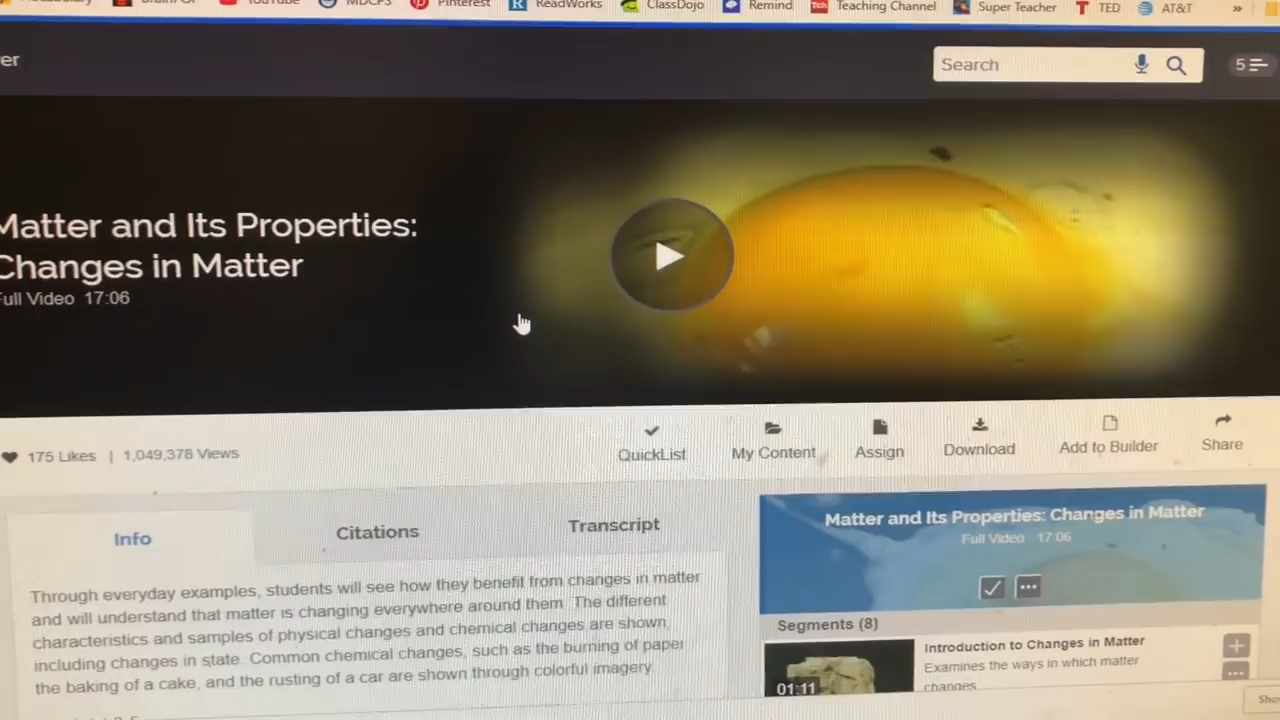 YouTube MDCPS Pinterest ReadWorks ClassDojo Remind Teaching Channel Super Teacher TED AT&T »
er
Search
5
Matter and Its Properties:
Changes in Matter
Full Video 17:06
175 Likes | 1,049,378 Views
QuickList My Content Assign Download Add to Builder Share
Info Citations Transcript
Through everyday examples, students will see how they benefit from changes in matter
and will understand that matter is changing everywhere around them. The different
characteristics and samples of physical changes and chemical changes are shown,
including changes in state. Common chemical changes, such as the burning of paper
the baking of a cake, and the rusting of a car are shown through colorful imagery.
Matter and Its Properties: Changes in Matter
Full Video 17:06
Segments (8)
Introduction to Changes in Matter
Examines the ways in which matter
changes
01:11